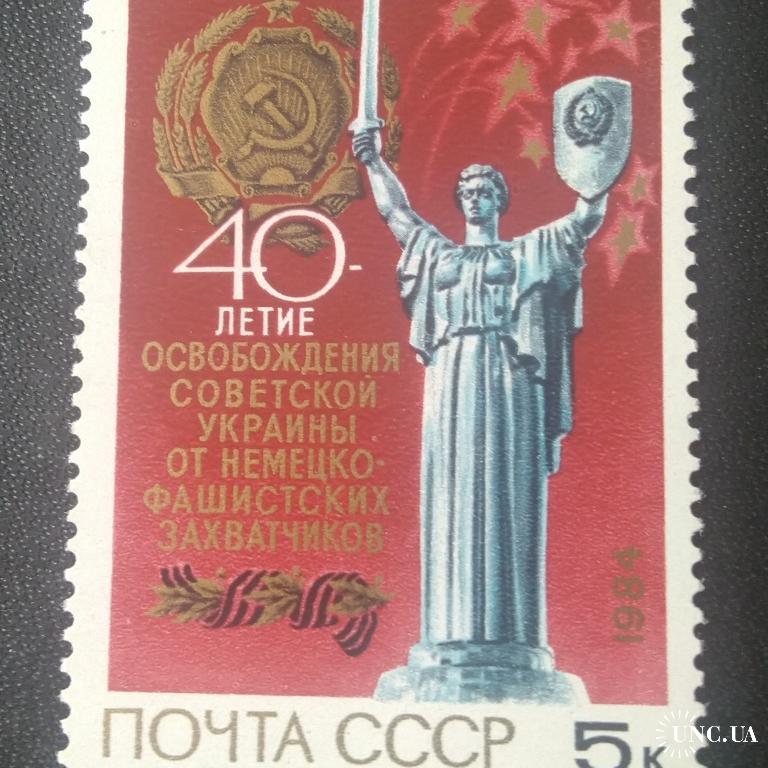 40-
ЛЕТИЕ
ОСВОБОЖДЕНИЯ
СОВЕТСКОЙ
УКРАИНЫ
ОТ НЕМЕЦКО-
ФАШИСТСКИХ
ЗАХВАТЧИКОВ
1984
ПОЧТА СССР 5к
UNC.UA